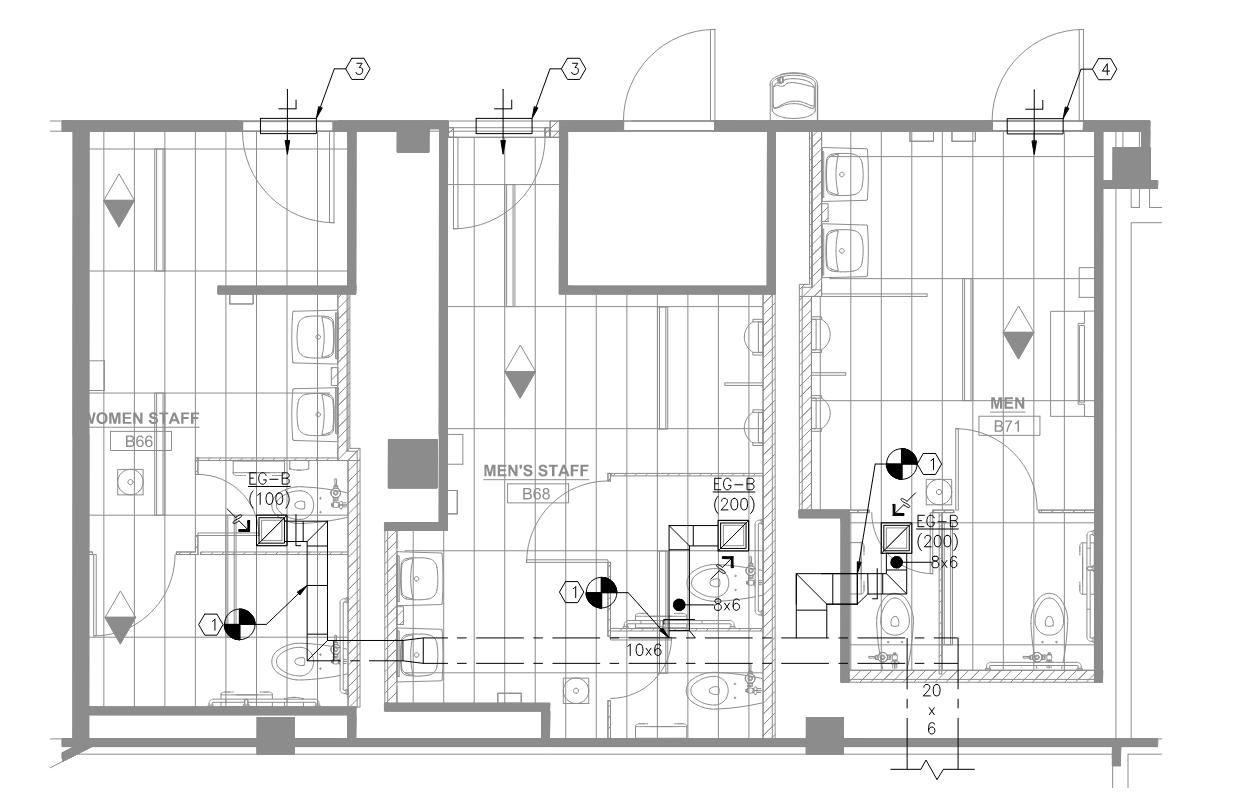 3
3
4
WOMEN STAFF
B66
EG-B
(100)
1
MEN'S STAFF
B68
EG-B
(200)
1
8x6
10x6
MEN
B71
1
EG-B
(200)
8x6
20
x
6